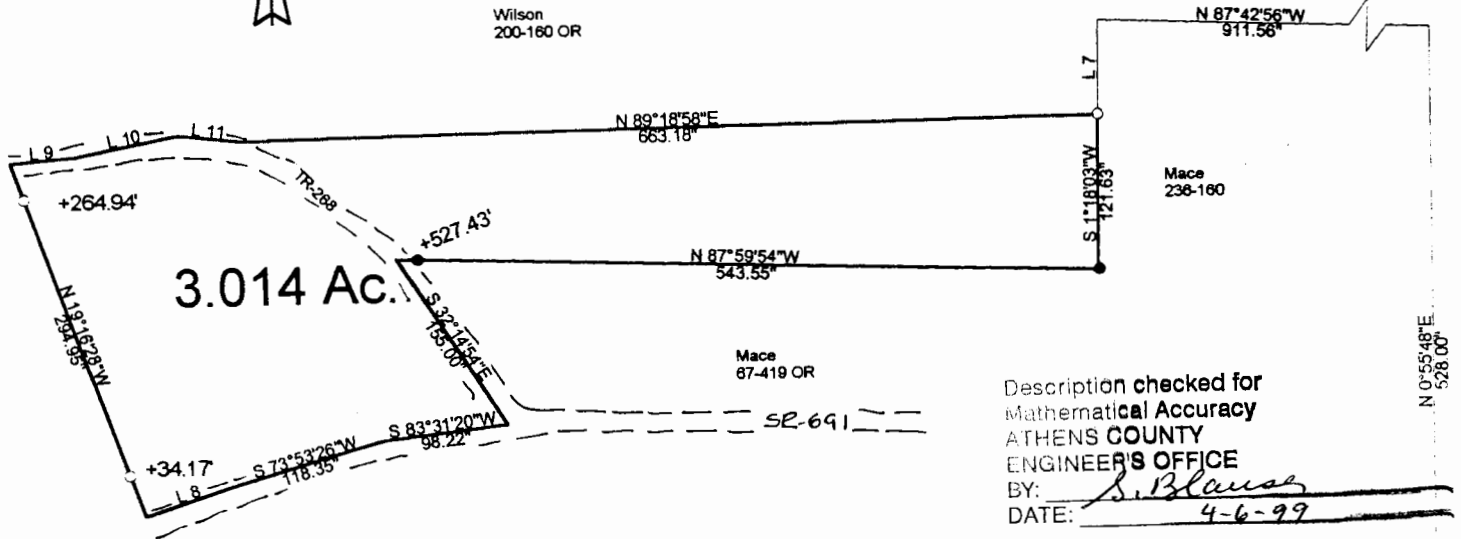 Wilson
200-160 OR
N 87°42'56"W
911.56"
L 7
N 89°18'58"E
663.18"
L 9
L 10
L 11
TR-268
+264.94'
+527.43'
S 1°18'03"W
121.63"
Mace
236-160
N 87°59'54"W
543.55"
3.014 Ac.
N 19°16'28"W
294.95"
S 32°14'54"E
155.00"
Mace
67-419 OR
N 0°55'48"E
528.00"
SR-691
S 83°31'20"W
98.22"
S 73°53'26"W
118.35"
+34.17'
L 8
Description checked for
Mathematical Accuracy
ATHENS COUNTY
ENGINEER'S OFFICE
BY: S. Blauser
DATE: 4-6-99